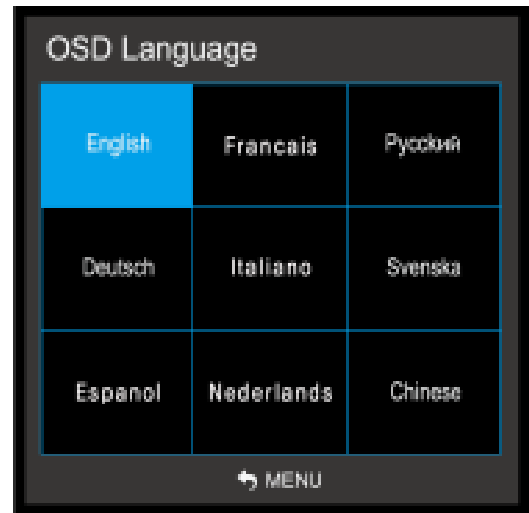 OSD Language
English Francais Русский
Deutsch Italiano Svenska
Espanol Nederlands Chinese
MENU